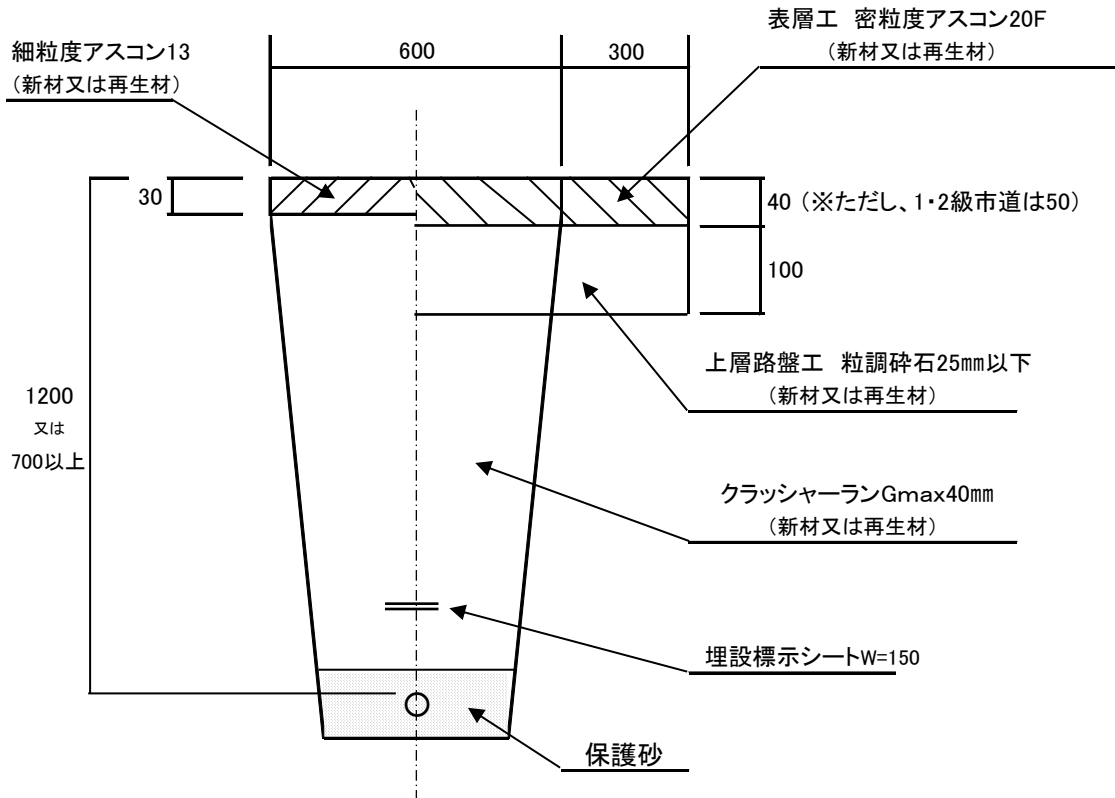 表層工 密粒度アスコン20F
（新材又は再生材）
細粒度アスコン13
（新材又は再生材）
600
300
30
40（※ただし、1・2級市道は50）
100
上層路盤工 粒調砕石25㎜以下
（新材又は再生材）
1200
又は
700以上
クラッシャーランGmax40㎜
（新材又は再生材）
埋設標示シートW=150
保護砂